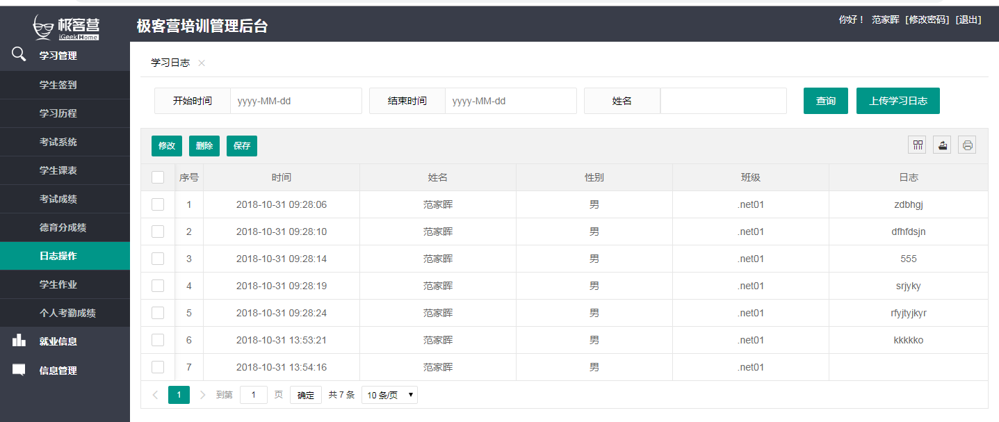 极客营
iGeekHome
极客营培训管理后台
你好！ 范家晖 [修改密码] [退出]
学习管理
学生签到
学习历程
考试系统
学生课表
考试成绩
德育分成绩
日志操作
学生作业
个人考勤成绩
就业信息
信息管理
学习日志
开始时间 yyyy-MM-dd 结束时间 yyyy-MM-dd 姓名 查询 上传学习日志
修改 删除 保存
序号 时间 姓名 性别 班级 日志
1 2018-10-31 09:28:06 范家晖 男 .net01 zdbhgj
2 2018-10-31 09:28:10 范家晖 男 .net01 dfhfdsjn
3 2018-10-31 09:28:14 范家晖 男 .net01 555
4 2018-10-31 09:28:19 范家晖 男 .net01 srjyky
5 2018-10-31 09:28:24 范家晖 男 .net01 rfyjtyjkyr
6 2018-10-31 13:53:21 范家晖 男 .net01 kkkkko
7 2018-10-31 13:54:16 范家晖 男 .net01
1 到第 1 页 确定 共 7 条 10 条/页